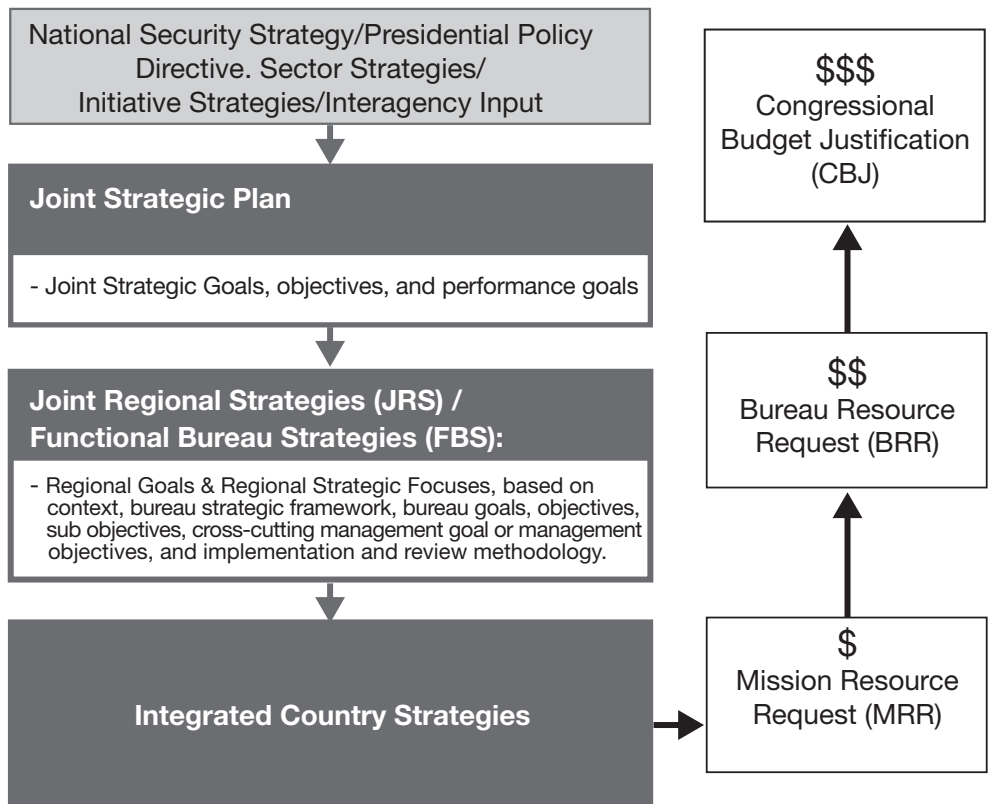 National Security Strategy/Presidential Policy
Directive. Sector Strategies/
Initiative Strategies/Interagency Input
Joint Strategic Plan
- Joint Strategic Goals, objectives, and performance goals
Joint Regional Strategies (JRS) /
Functional Bureau Strategies (FBS):
- Regional Goals & Regional Strategic Focuses, based on
context, bureau strategic framework, bureau goals, objectives,
sub objectives, cross-cutting management goal or management
objectives, and implementation and review methodology.
Integrated Country Strategies
$
Mission Resource
Request (MRR)
$$
Bureau Resource
Request (BRR)
$$$
Congressional
Budget Justification
(CBJ)